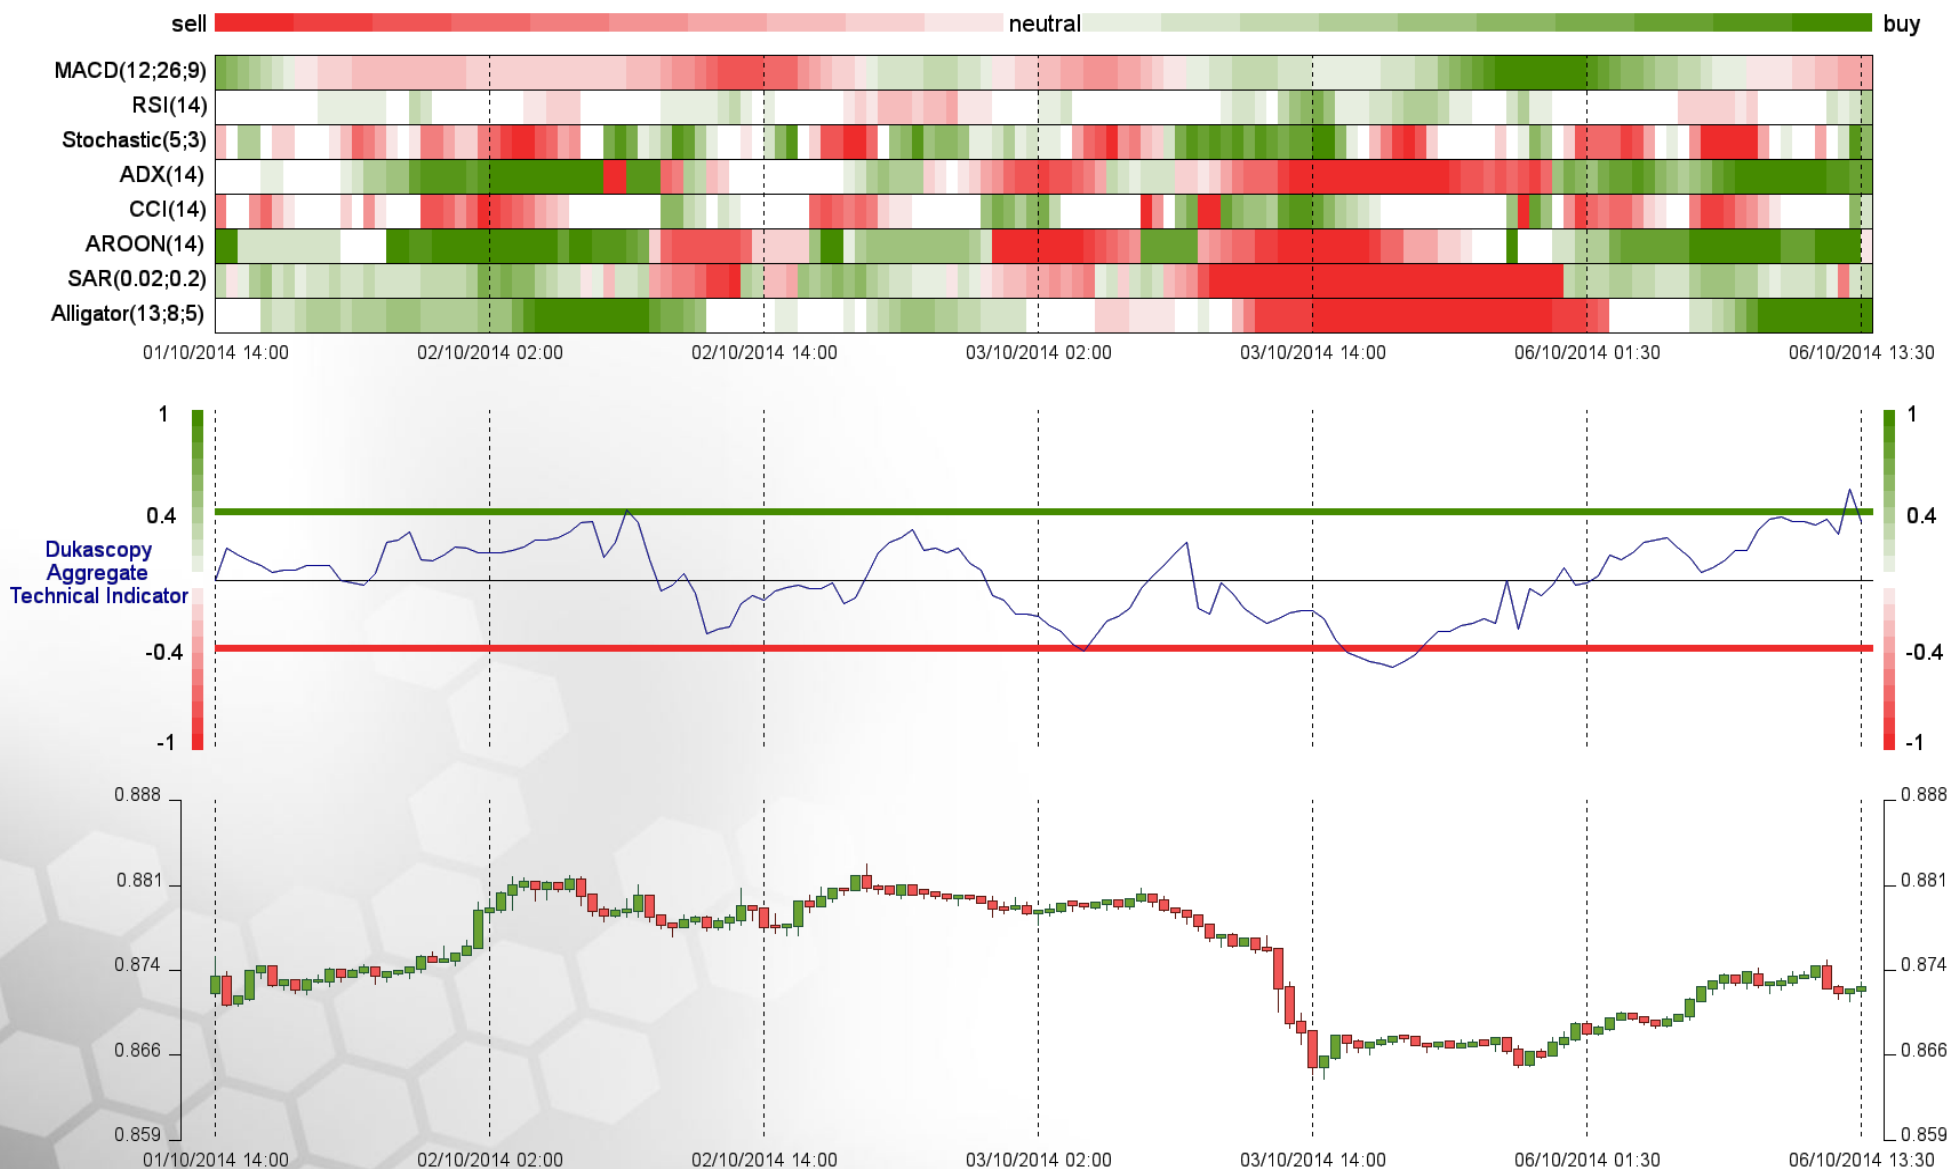 sell neutral buy
MACD(12;26;9)
RSI(14)
Stochastic(5;3)
ADX(14)
CCI(14)
AROON(14)
SAR(0.02;0.2)
Alligator(13;8;5)
01/10/2014 14:00 02/10/2014 02:00 02/10/2014 14:00 03/10/2014 02:00 03/10/2014 14:00 06/10/2014 01:30 06/10/2014 13:30
1 1
0.4 0.4
Dukascopy
Aggregate
Technical Indicator
-0.4 -0.4
-1 -1
0.888 0.888
0.881 0.881
0.874 0.874
0.866 0.866
0.859 0.859
01/10/2014 14:00 02/10/2014 02:00 02/10/2014 14:00 03/10/2014 02:00 03/10/2014 14:00 06/10/2014 01:30 06/10/2014 13:30